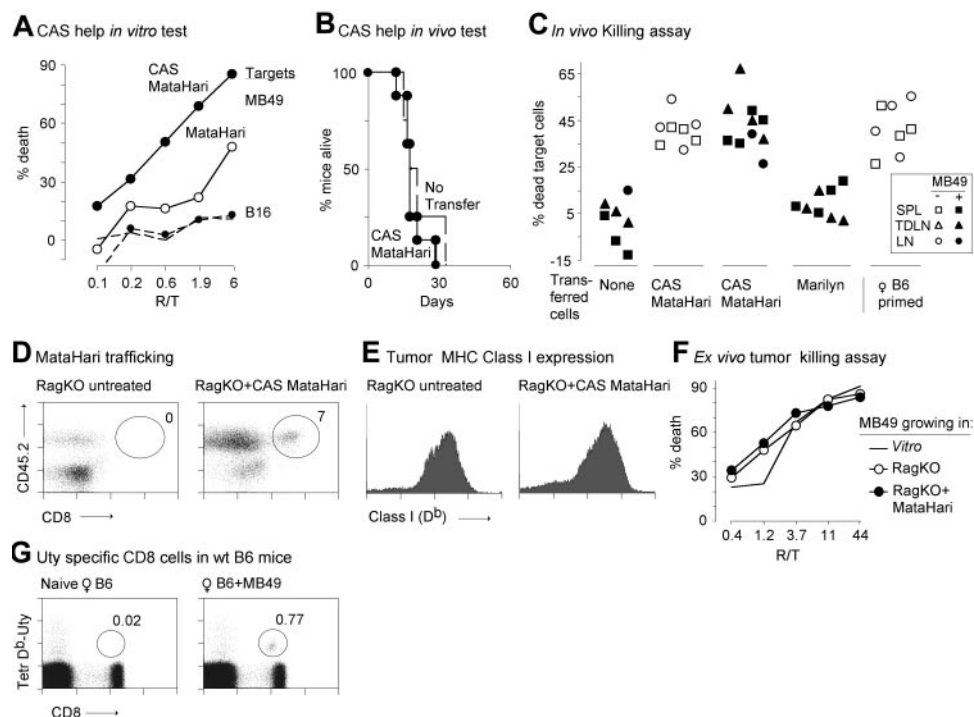 A CAS help in vitro test
90
70
50
30
10
0
% death
CAS
MataHari
Targets
MB49
MataHari
B16
0.1 0.2 0.6 1.9 6
R/T
B CAS help in vivo test
100
50
0
% mice alive
No
Transfer
CAS
MataHari
0 30 60
Days
C In vivo Killing assay
65
45
25
5
-15
% dead target cells
MB49
- +
SPL
TDLN
LN
Trans-
ferred
cells
None
CAS
MataHari
CAS
MataHari
Marilyn
♀ B6
primed
D MataHari trafficking
RagKO untreated RagKO+CAS MataHari
0
7
CD45.2
CD8
E Tumor MHC Class I expression
RagKO untreated RagKO+CAS MataHari
Class I (Db)
F Ex vivo tumor killing assay
90
60
30
0
% death
0.4 1.2 3.7 11 44
R/T
MB49 growing in:
Vitro
RagKO
RagKO+
MataHari
G Uty specific CD8 cells in wt B6 mice
Naive ♀ B6 ♀ B6+MB49
0.02
0.77
Tetr Db-Uty
CD8